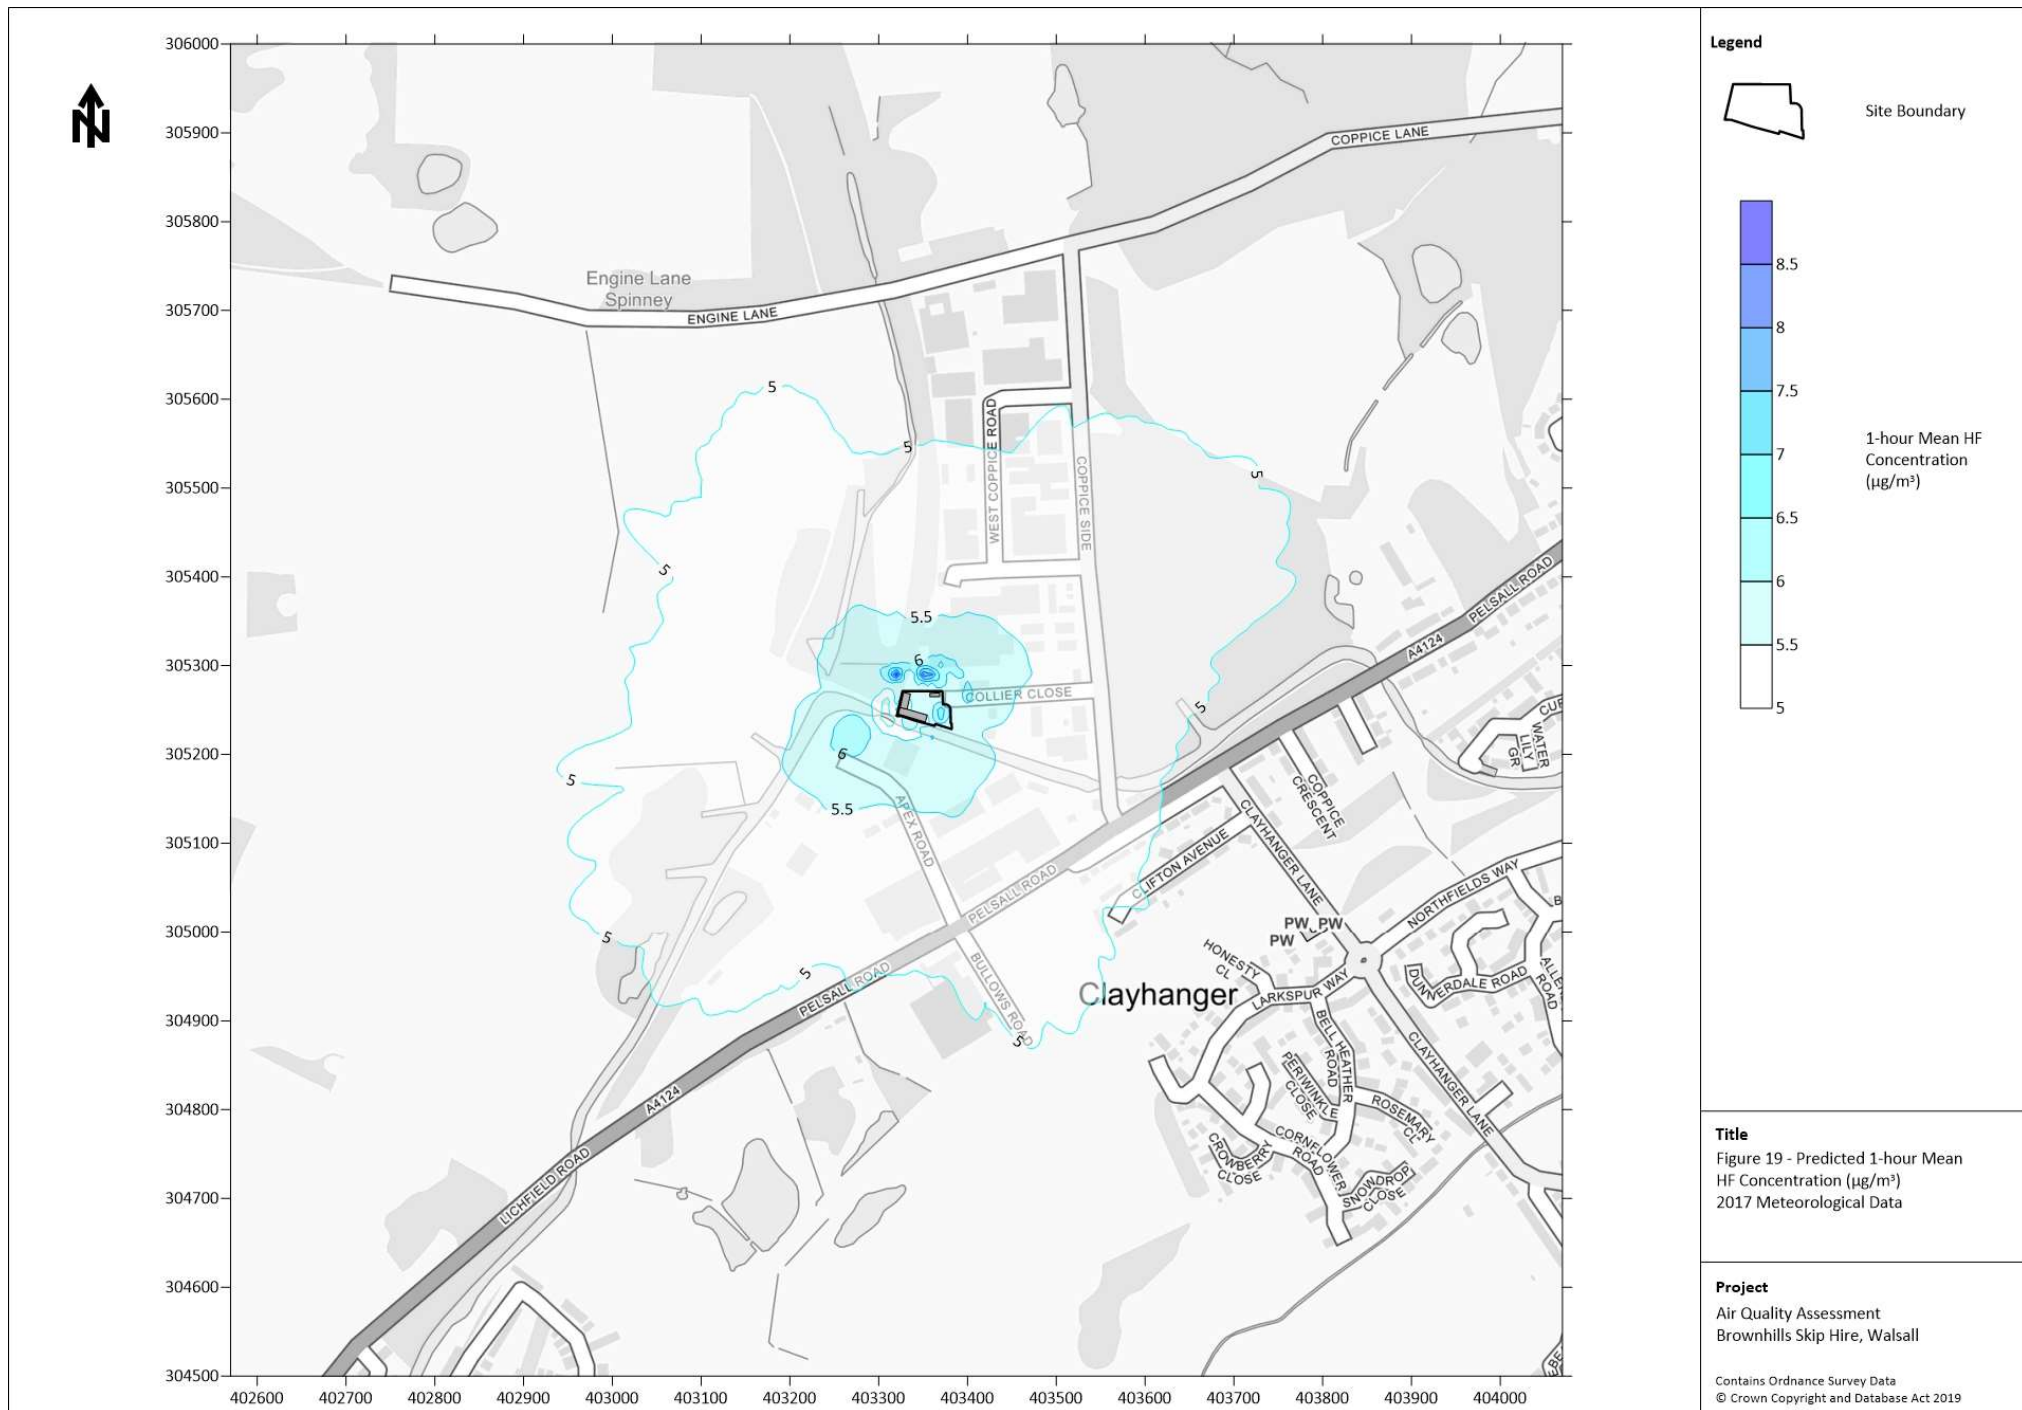 306000
305900
305800
305700
305600
305500
305400
305300
305200
305100
305000
304900
304800
304700
304600
304500
402600
402700
402800
402900
403000
403100
403200
403300
403400
403500
403600
403700
403800
403900
404000
N
COPPICE LANE
Engine Lane
Spinney
ENGINE LANE
WEST COPPICE ROAD
COPPICE SIDE
5
5
5
5
5
5
5
5
5
5.5
6
COLLIER CLOSE
6
5.5
APEX ROAD
PELSALL ROAD
A4124
PELSALL ROAD
PELSALL ROAD
BULLOWS ROAD
A4124
LICHFIELD ROAD
CLIFTON AVENUE
CLAYHANGER LANE
COPPICE
CRESCENT
WATER
LILY
GR
NORTHFIELDS WAY
PW
PW
PW
HONESTY
CL
Clayhanger
LARKSPUR WAY
DUNVERDALE ROAD
BELL HEATHER
ROAD
PERIWINKLE
CLOSE
CLAYHANGER LANE
ROSEMARY
CL
CORNFLOWER
ROAD
CROWBERRY
CLOSE
SNOWDROP
CLOSE
Legend
Site Boundary
8.5
8
7.5
7
6.5
6
5.5
5
1-hour Mean HF
Concentration
(µg/m³)
Title
Figure 19 - Predicted 1-hour Mean
HF Concentration (µg/m³)
2017 Meteorological Data
Project
Air Quality Assessment
Brownhills Skip Hire, Walsall
Contains Ordnance Survey Data
© Crown Copyright and Database Act 2019